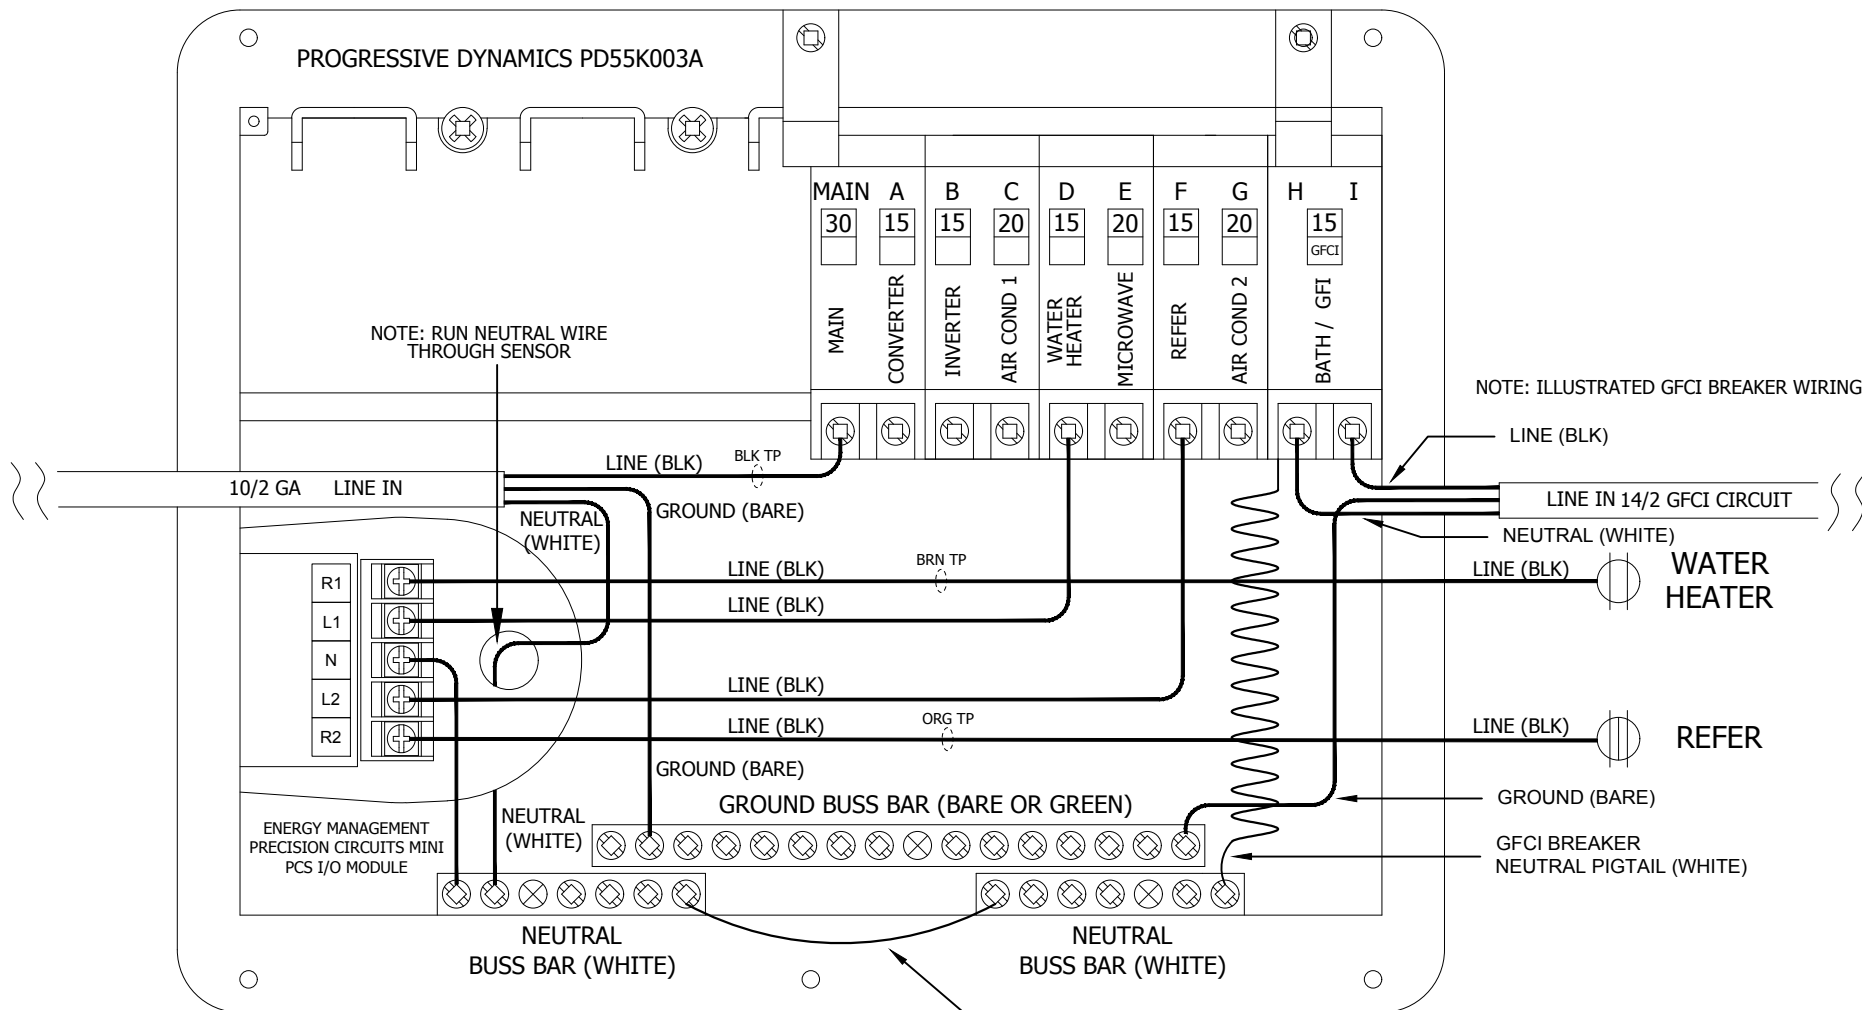 PROGRESSIVE DYNAMICS PD55K003A
MAIN A B C D E F G H I
30 15 15 20 15 20 15 20 15
GFCI
MAIN
CONVERTER
INVERTER
AIR COND 1
WATER
HEATER
MICROWAVE
REFER
AIR COND 2
BATH / GFI
NOTE: RUN NEUTRAL WIRE
THROUGH SENSOR
NOTE: ILLUSTRATED GFCI BREAKER WIRING
LINE (BLK)
LINE (BLK)
BLK TP
10/2 GA LINE IN
LINE IN 14/2 GFCI CIRCUIT
GROUND (BARE)
NEUTRAL
(WHITE)
NEUTRAL (WHITE)
R1
LINE (BLK)
BRN TP
LINE (BLK)
WATER
HEATER
L1
LINE (BLK)
N
L2
LINE (BLK)
R2
LINE (BLK)
ORG TP
LINE (BLK)
REFER
GROUND (BARE)
GROUND BUSS BAR (BARE OR GREEN)
GROUND (BARE)
NEUTRAL
(WHITE)
ENERGY MANAGEMENT
PRECISION CIRCUITS MINI
PCS I/O MODULE
GFCI BREAKER
NEUTRAL PIGTAIL (WHITE)
NEUTRAL
BUSS BAR (WHITE)
NEUTRAL
BUSS BAR (WHITE)